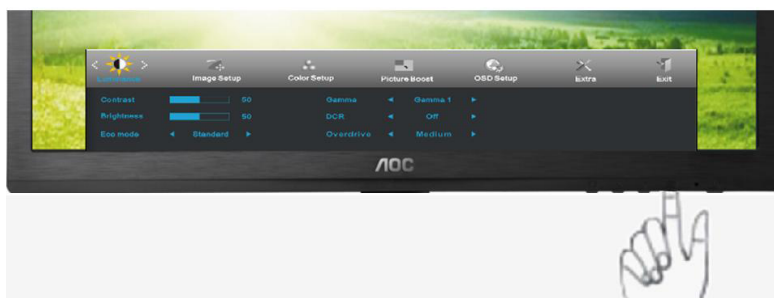 < >
Luminance Image Setup Color Setup Picture Boost OSD Setup Extra Exit
Contrast 50 Gamma Gamma 1
Brightness 50 DCR Off
Eco mode Standard Overdrive Medium
AOC